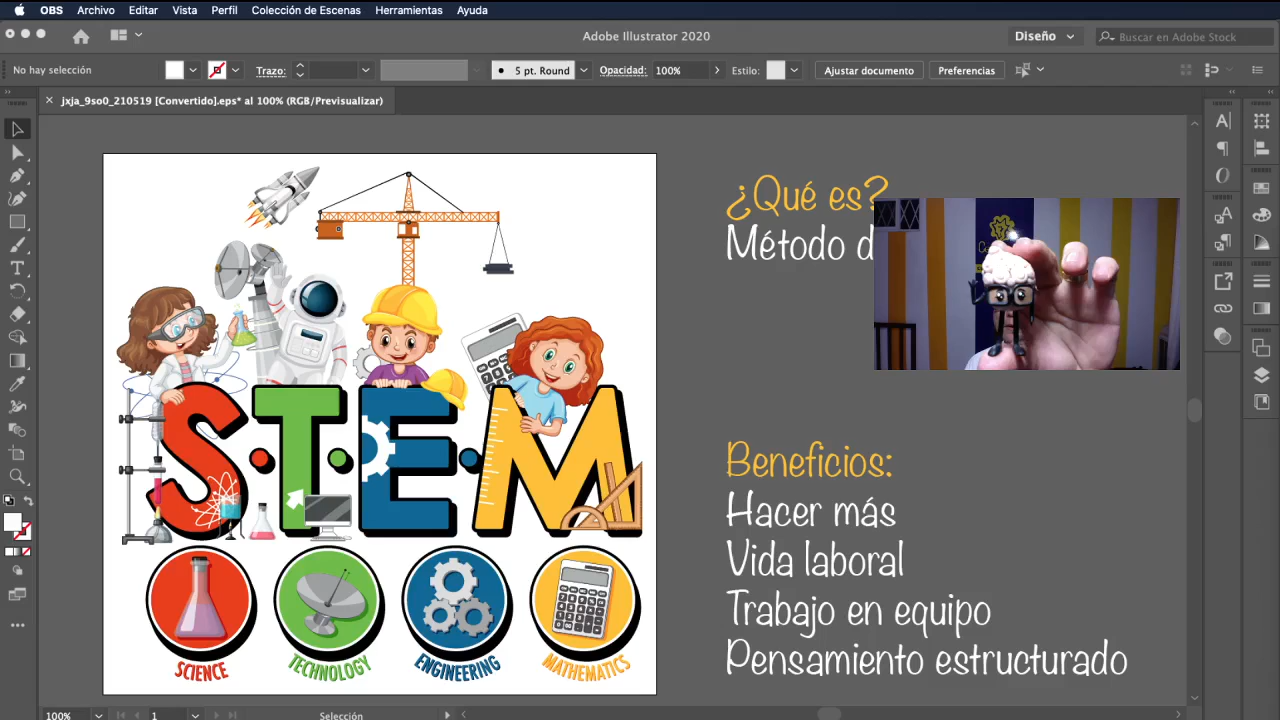 OBS Archivo Editar Vista Perfil Colección de Escenas Herramientas Ayuda
Adobe Illustrator 2020
Diseño
Buscar en Adobe Stock
No hay selección
Trazo:
5 pt. Round
Opacidad:
100%
Estilo:
Ajustar documento
Preferencias
jxja_9so0_210519 [Convertido].eps* al 100% (RGB/Previsualizar)
¿Qué es?
Método d
S·T·E·M
SCIENCE
TECHNOLOGY
ENGINEERING
MATHEMATICS
Beneficios:
Hacer más
Vida laboral
Trabajo en equipo
Pensamiento estructurado
100%
1
Selección